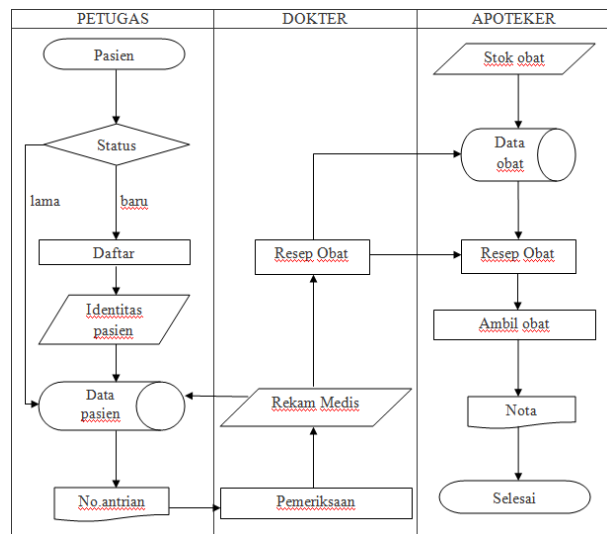 PETUGAS
DOKTER
APOTEKER
Pasien
Status
lama
baru
Daftar
Identitas
pasien
Data
pasien
No.antrian
Resep Obat
Rekam Medis
Pemeriksaan
Stok obat
Data
obat
Resep Obat
Ambil obat
Nota
Selesai